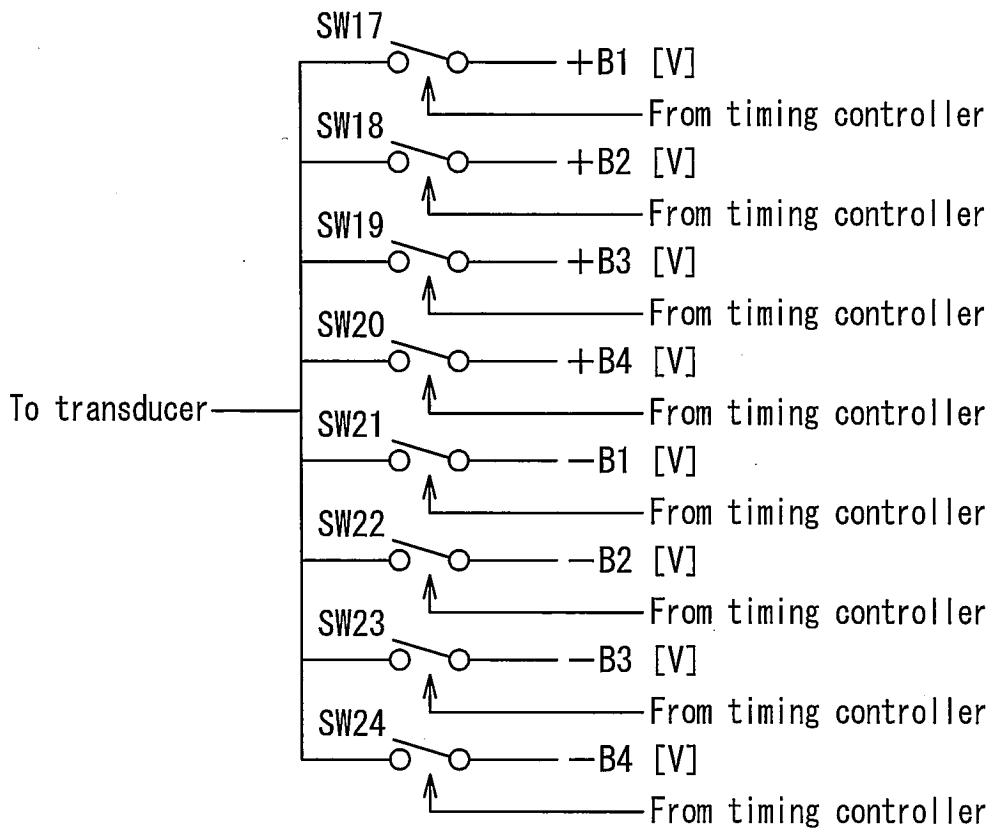 SW17
+B1 [V]
From timing controller
SW18
+B2 [V]
From timing controller
SW19
+B3 [V]
From timing controller
SW20
+B4 [V]
From timing controller
To transducer
SW21
−B1 [V]
From timing controller
SW22
−B2 [V]
From timing controller
SW23
−B3 [V]
From timing controller
SW24
−B4 [V]
From timing controller